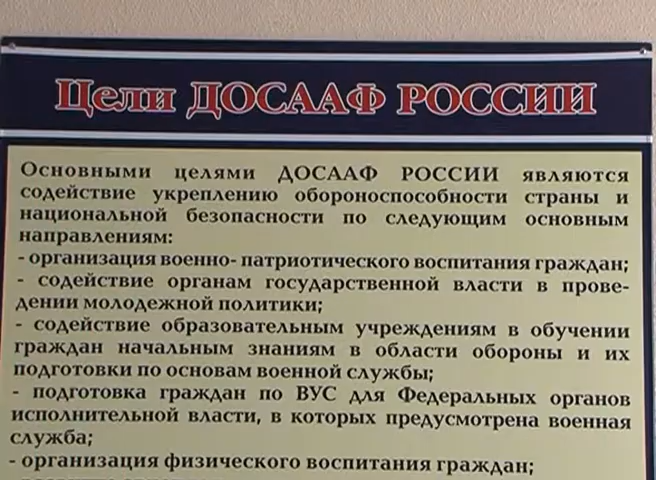 Цели ДОСААФ РОССИИ
Основными целями ДОСААФ РОССИИ являются
содействие укреплению обороноспособности страны и
национальной безопасности по следующим основным
направлениям:
- организация военно- патриотического воспитания граждан;
- содействие органам государственной власти в прове-
дении молодежной политики;
- содействие образовательным учреждениям в обучении
граждан начальным знаниям в области обороны и их
подготовки по основам военной службы;
- подготовка граждан по ВУС для Федеральных органов
исполнительной власти, в которых предусмотрена военная
служба;
- организация физического воспитания граждан;